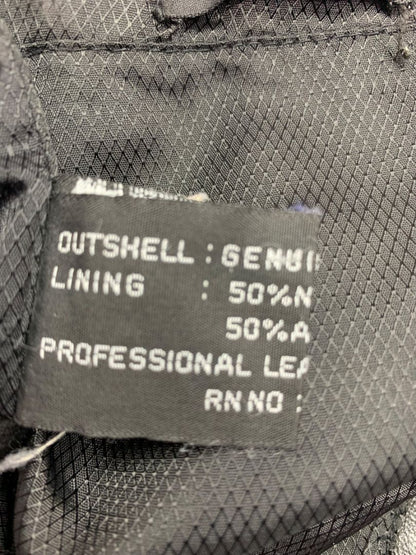 OUTSHELL : GENUI
LINING : 50%N
50%A
PROFESSIONAL LEA
RN NO :